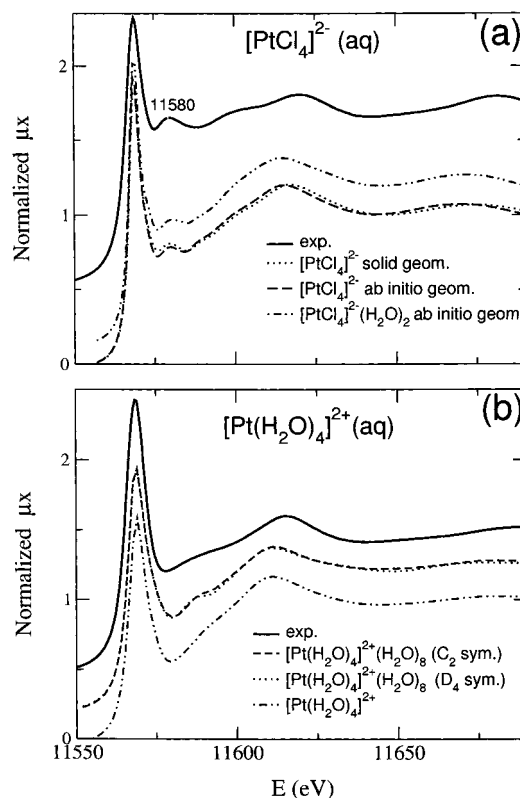 (a)
[PtCl₄]²⁻ (aq)
11580
2
1
0
Normalized μx
exp.
[PtCl₄]²⁻ solid geom.
[PtCl₄]²⁻ ab initio geom.
[PtCl₄]²⁻(H₂O)₂ ab initio geom
(b)
[Pt(H₂O)₄]²⁺(aq)
2
1
0
Normalized μx
exp.
[Pt(H₂O)₄]²⁺(H₂O)₈ (C₂ sym.)
[Pt(H₂O)₄]²⁺(H₂O)₈ (D₄ sym.)
[Pt(H₂O)₄]²⁺
11550
11600
11650
E (eV)